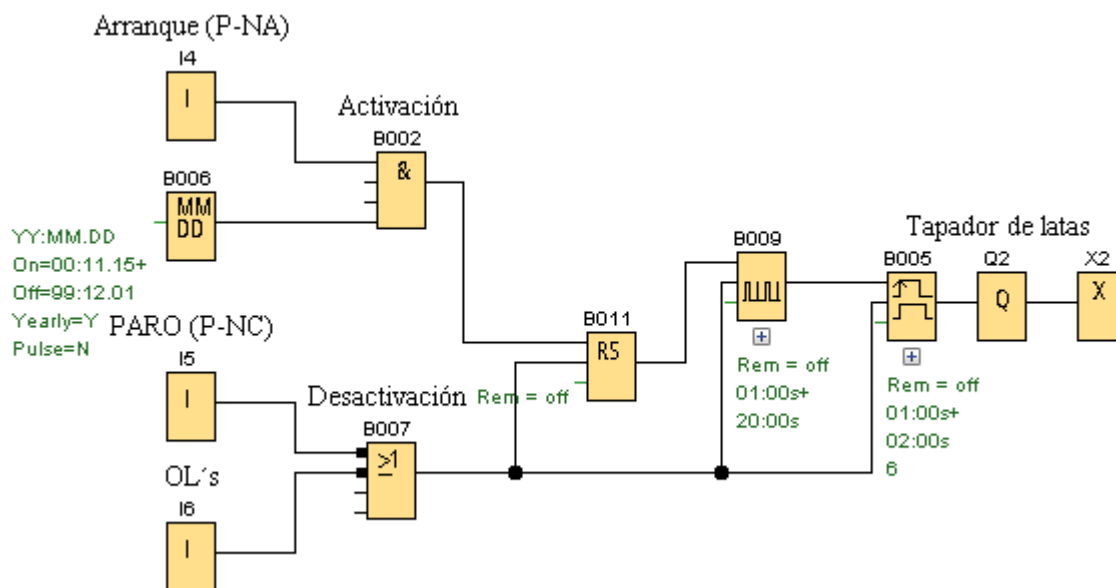 Arranque (P-NA)
I4
I
Activación
B002
&
B006
MM
DD
YY:MM.DD
On=00:11.15+
Off=99:12.01
Yearly=Y
Pulse=N
PARO (P-NC)
I5
I
Desactivación
B007
≥1
OL´s
I6
I
B011
RS
Rem = off
B009
Rem = off
01:00s+
20:00s
Tapador de latas
B005
Rem = off
01:00s+
02:00s
6
Q2
Q
X2
X